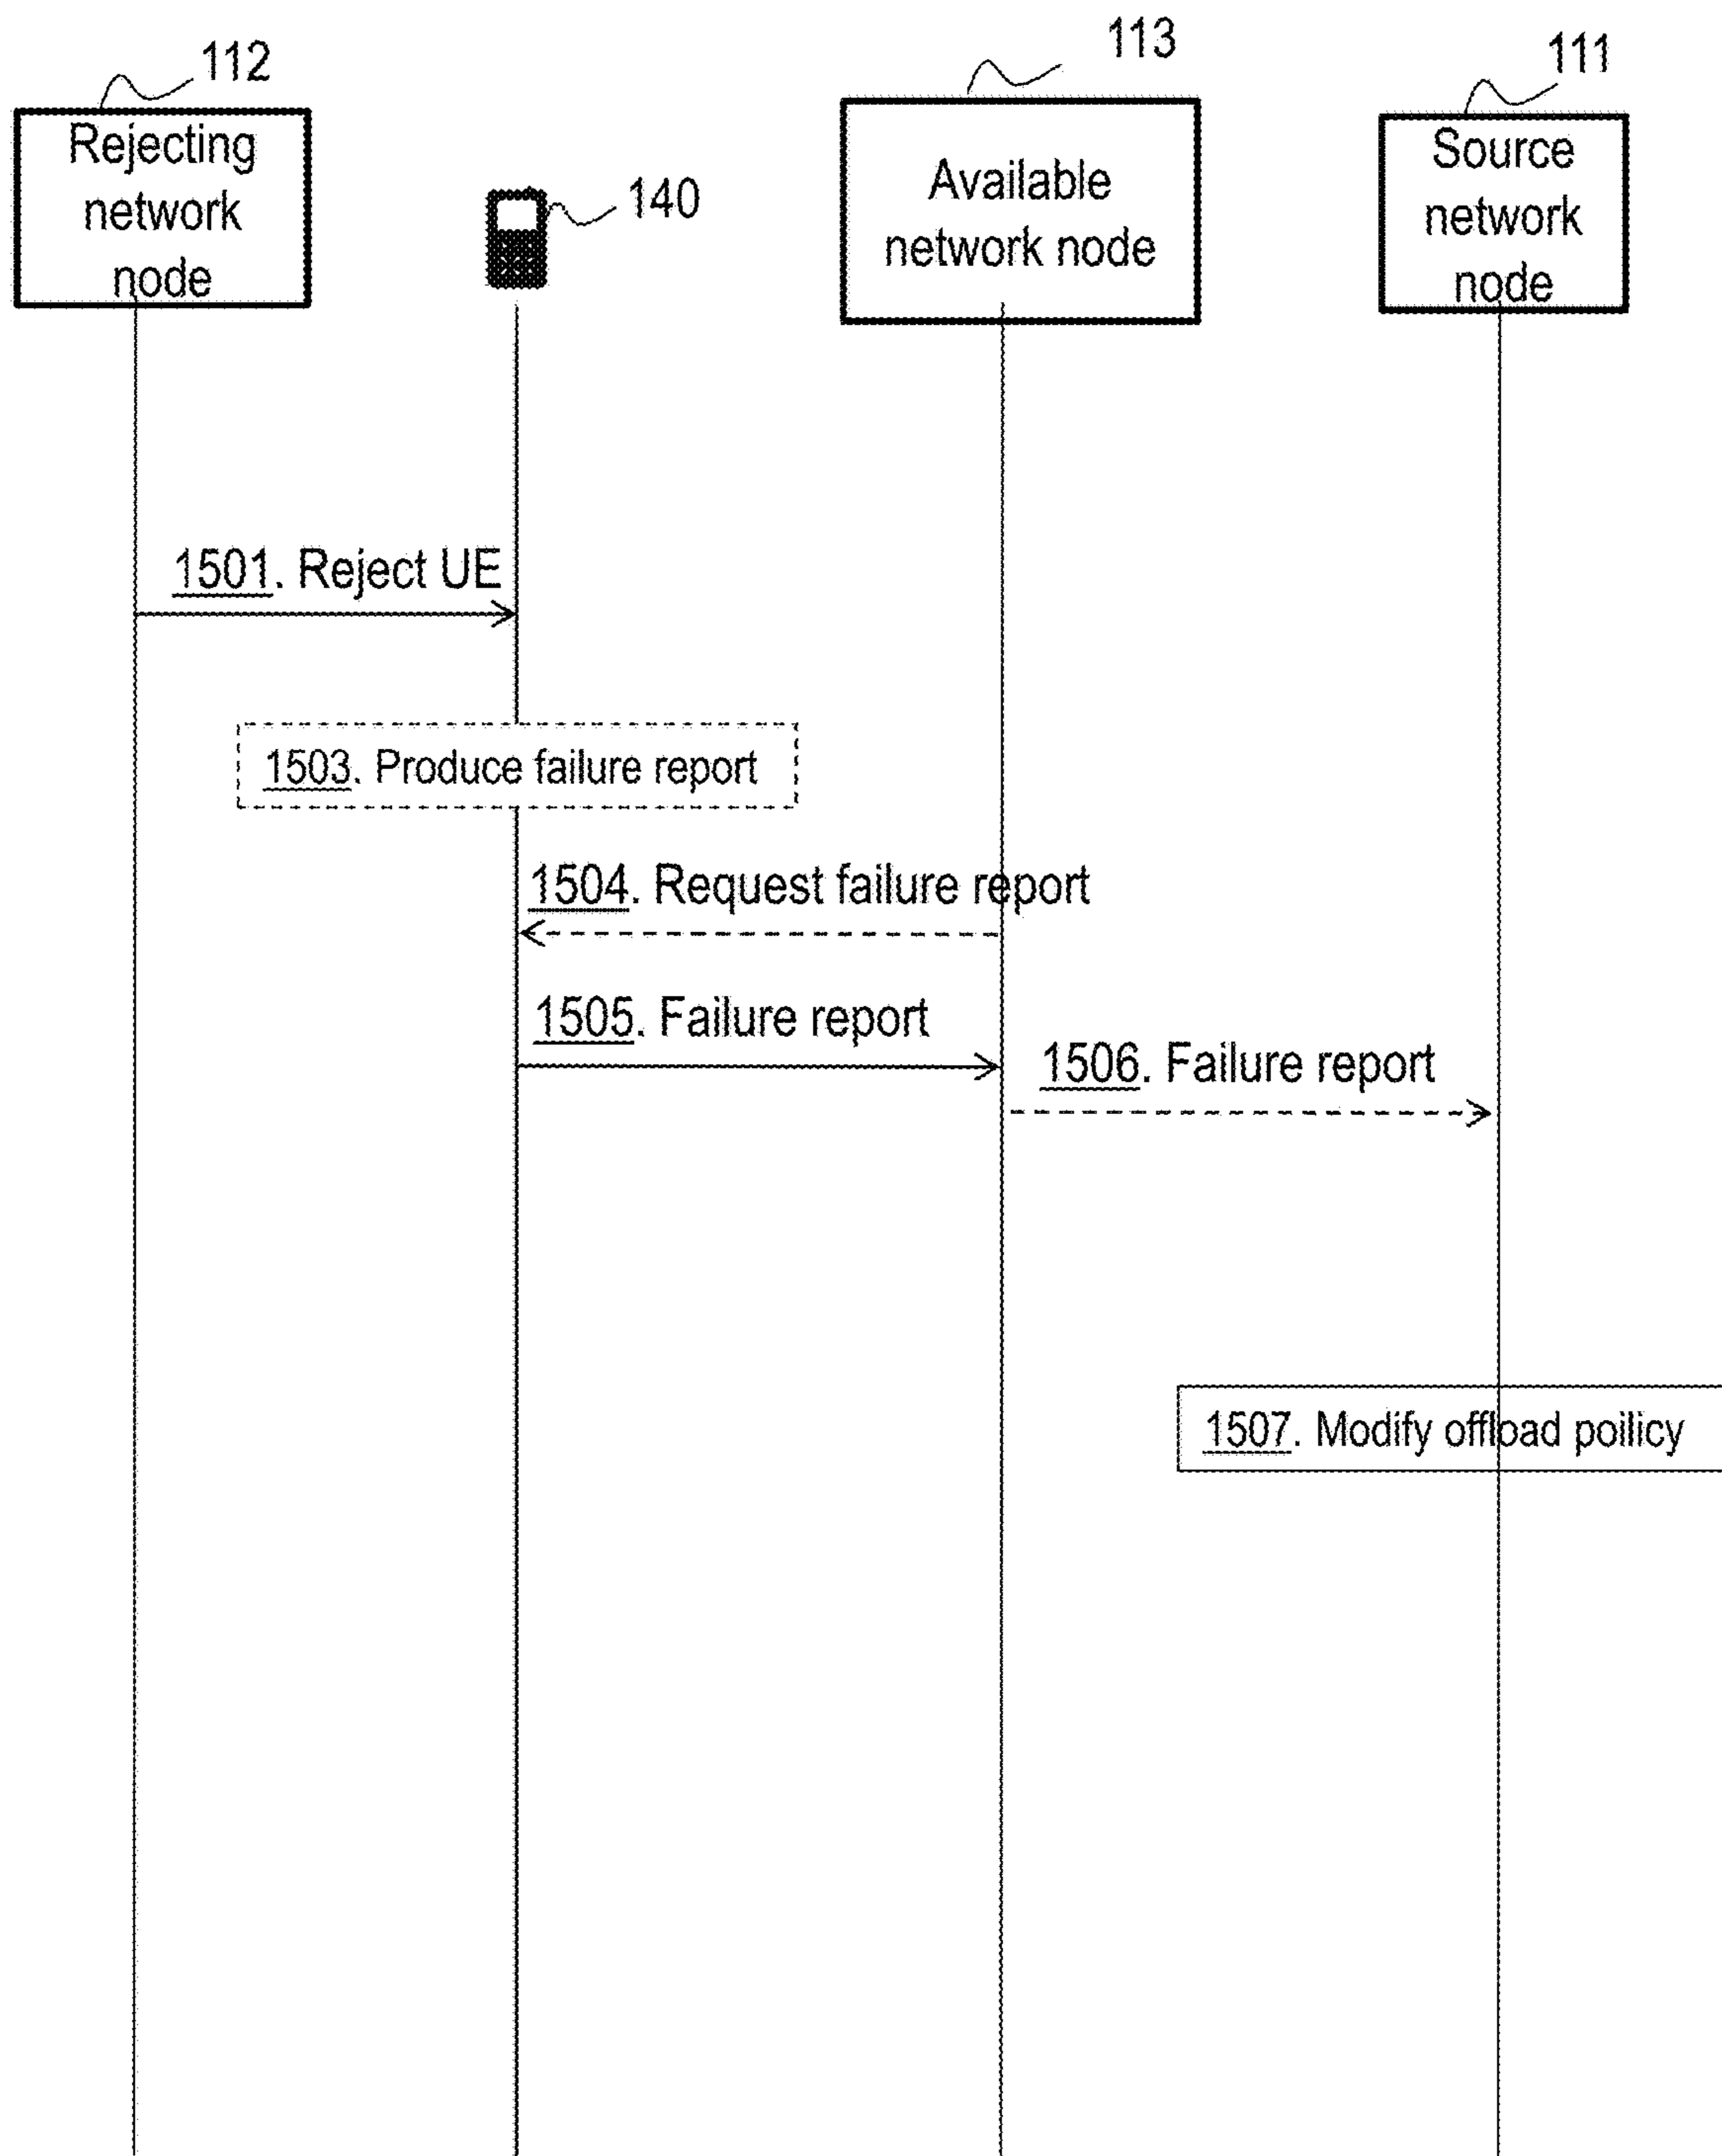 112
113
111
Rejecting
network
node
140
Available
network node
Source
network
node
1501. Reject UE
1503. Produce failure report
1504. Request failure report
1505. Failure report
1506. Failure report
1507. Modify offload poilicy